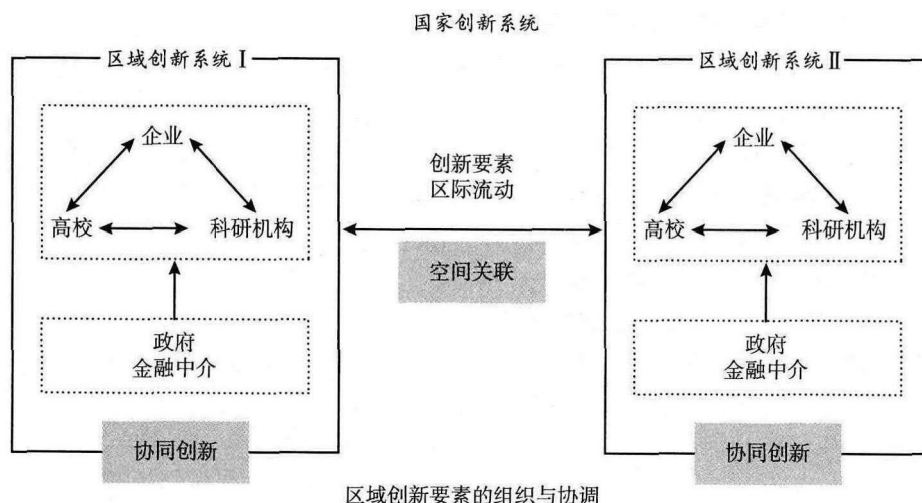 国家创新系统
区域创新系统Ⅰ
企业
高校
科研机构
政府
金融中介
协同创新
创新要素
区际流动
空间关联
区域创新系统Ⅱ
企业
高校
科研机构
政府
金融中介
协同创新
区域创新要素的组织与协调